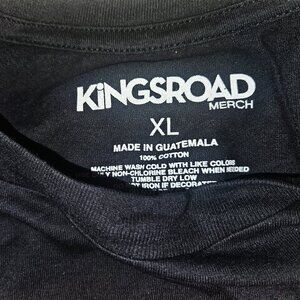 KiNGSROAD
MERCH
XL
MADE IN GUATEMALA
100% COTTON
MACHINE WASH COLD WITH LIKE COLORS
Y NON-CHLORINE BLEACH WHEN NEEDED
TUMBLE DRY LOW
IRON IF DECORATED